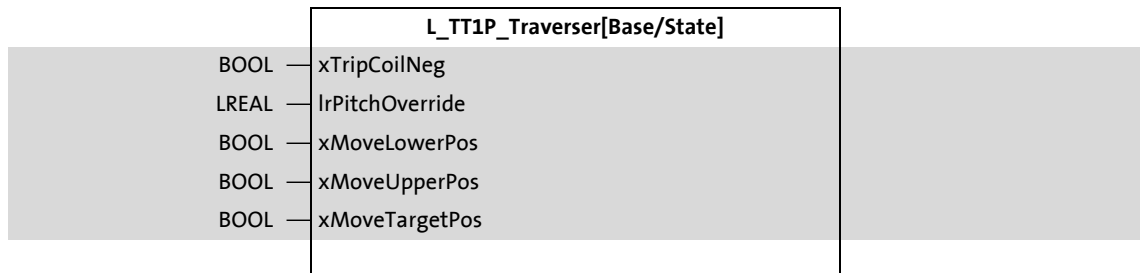 L_TT1P_Traverser[Base/State]
BOOL xTripCoilNeg
LREAL lrPitchOverride
BOOL xMoveLowerPos
BOOL xMoveUpperPos
BOOL xMoveTargetPos